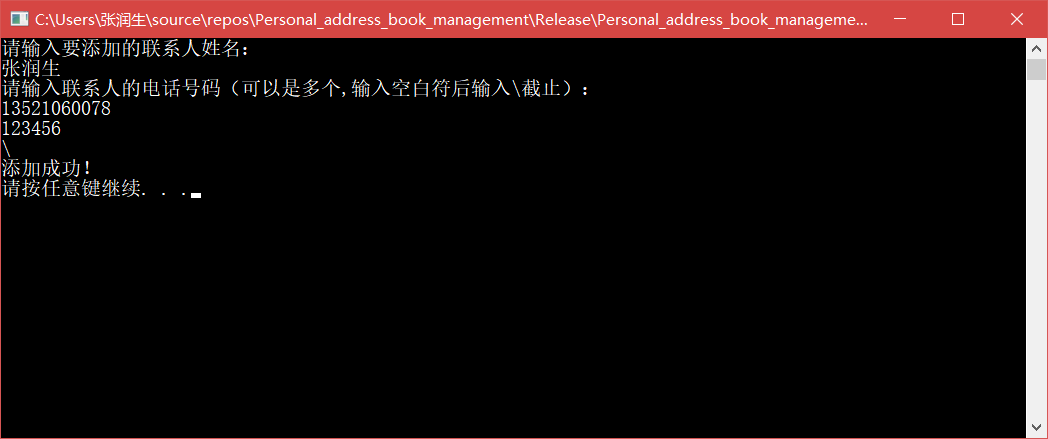 C:\Users\张润生\source\repos\Personal_address_book_management\Release\Personal_address_book_manageme...
请输入要添加的联系人姓名：
张润生
请输入联系人的电话号码（可以是多个,输入空白符后输入\截止）：
13521060078
123456
\
添加成功！
请按任意键继续. . .